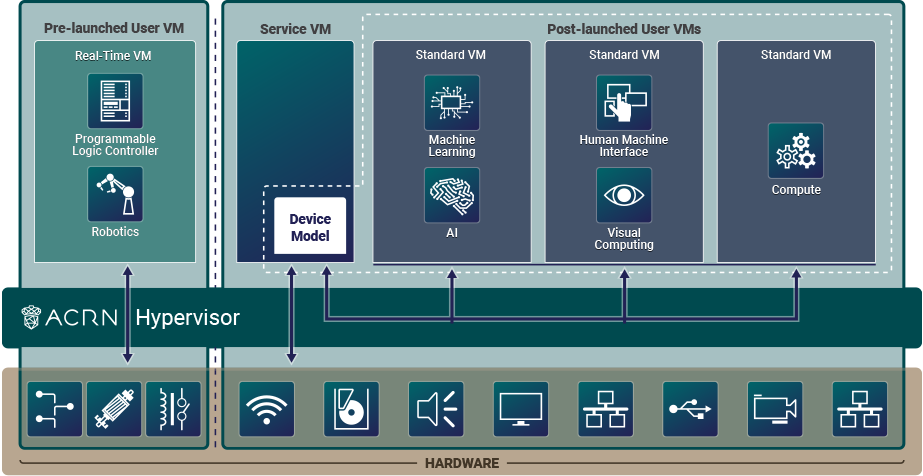 Pre-launched User VM
Service VM
Post-launched User VMs
Real-Time VM
Programmable
Logic Controller
Robotics
Device
Model
Standard VM
Machine
Learning
AI
Standard VM
Human Machine
Interface
Visual
Computing
Standard VM
Compute
ACRN Hypervisor
HARDWARE